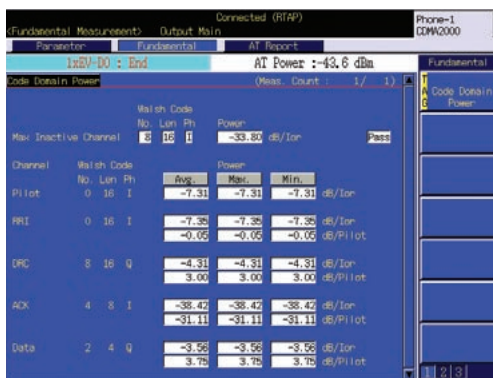 Connected (RTAP)
<Fundamental Measurement> Output Main
Phone-1
CDMA2000
Parameter Fundamental AT Report
1xEV-DO : End AT Power :-43.6 dBm
Fundamental
Code Domain Power (Meas. Count : 1/ 1)
TAG Code Domain Power
Walsh Code
No. Len Ph Power
Max Inactive Channel 8 16 I -33.80 dB/Ior Pass
Channel Walsh Code Power
No. Len Ph Avg. Max. Min.
Pilot 0 16 I -7.31 -7.31 -7.31 dB/Ior
RRI 0 16 I -7.35 -7.35 -7.35 dB/Ior
-0.05 -0.05 -0.05 dB/Pilot
DRC 8 16 Q -4.31 -4.31 -4.31 dB/Ior
3.00 3.00 3.00 dB/Pilot
ACK 4 8 I -38.42 -38.42 -38.42 dB/Ior
-31.11 -31.11 -31.11 dB/Pilot
Data 2 4 Q -3.56 -3.56 -3.56 dB/Ior
3.75 3.75 3.75 dB/Pilot
1 2 3